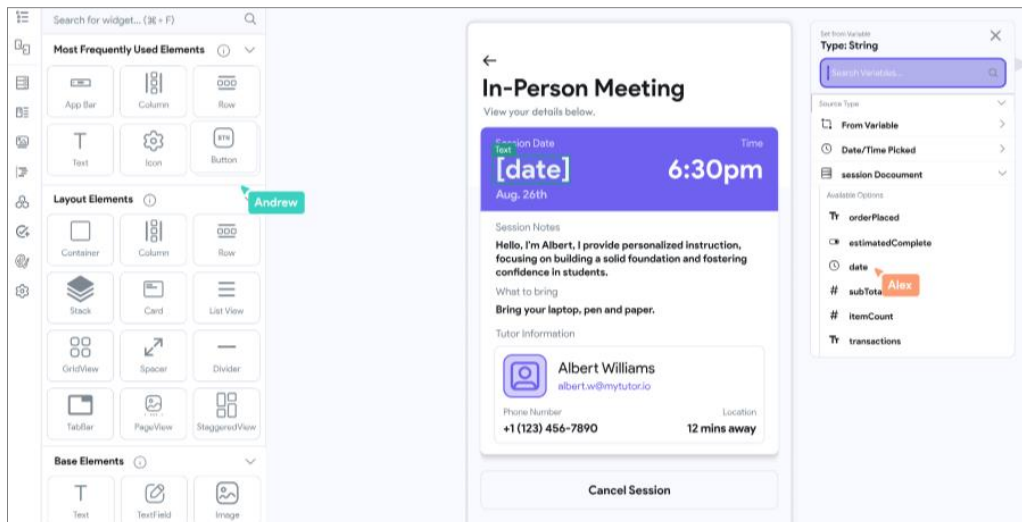 Search for widget... (⌘ + F)
Most Frequently Used Elements
App Bar
Column
Row
Text
Icon
BTN
Button
Andrew
Layout Elements
Container
Column
Row
Stack
Card
List View
GridView
Spacer
Divider
TabBar
PageView
StaggeredView
Base Elements
Text
TextField
Image
In-Person Meeting
View your details below.
Session Date
Time
Text
[date]
6:30pm
Aug. 26th
Session Notes
Hello, I'm Albert, I provide personalized instruction,
focusing on building a solid foundation and fostering
confidence in students.
What to bring
Bring your laptop, pen and paper.
Tutor Information
Albert Williams
albert.w@mytutor.io
Phone Number
Location
+1 (123) 456-7890
12 mins away
Cancel Session
Set from Variable
Type: String
Search Variables...
Source Type
From Variable
Date/Time Picked
session Docoument
Available Options
orderPlaced
estimatedComplete
date
Alex
subTota
itemCount
transactions